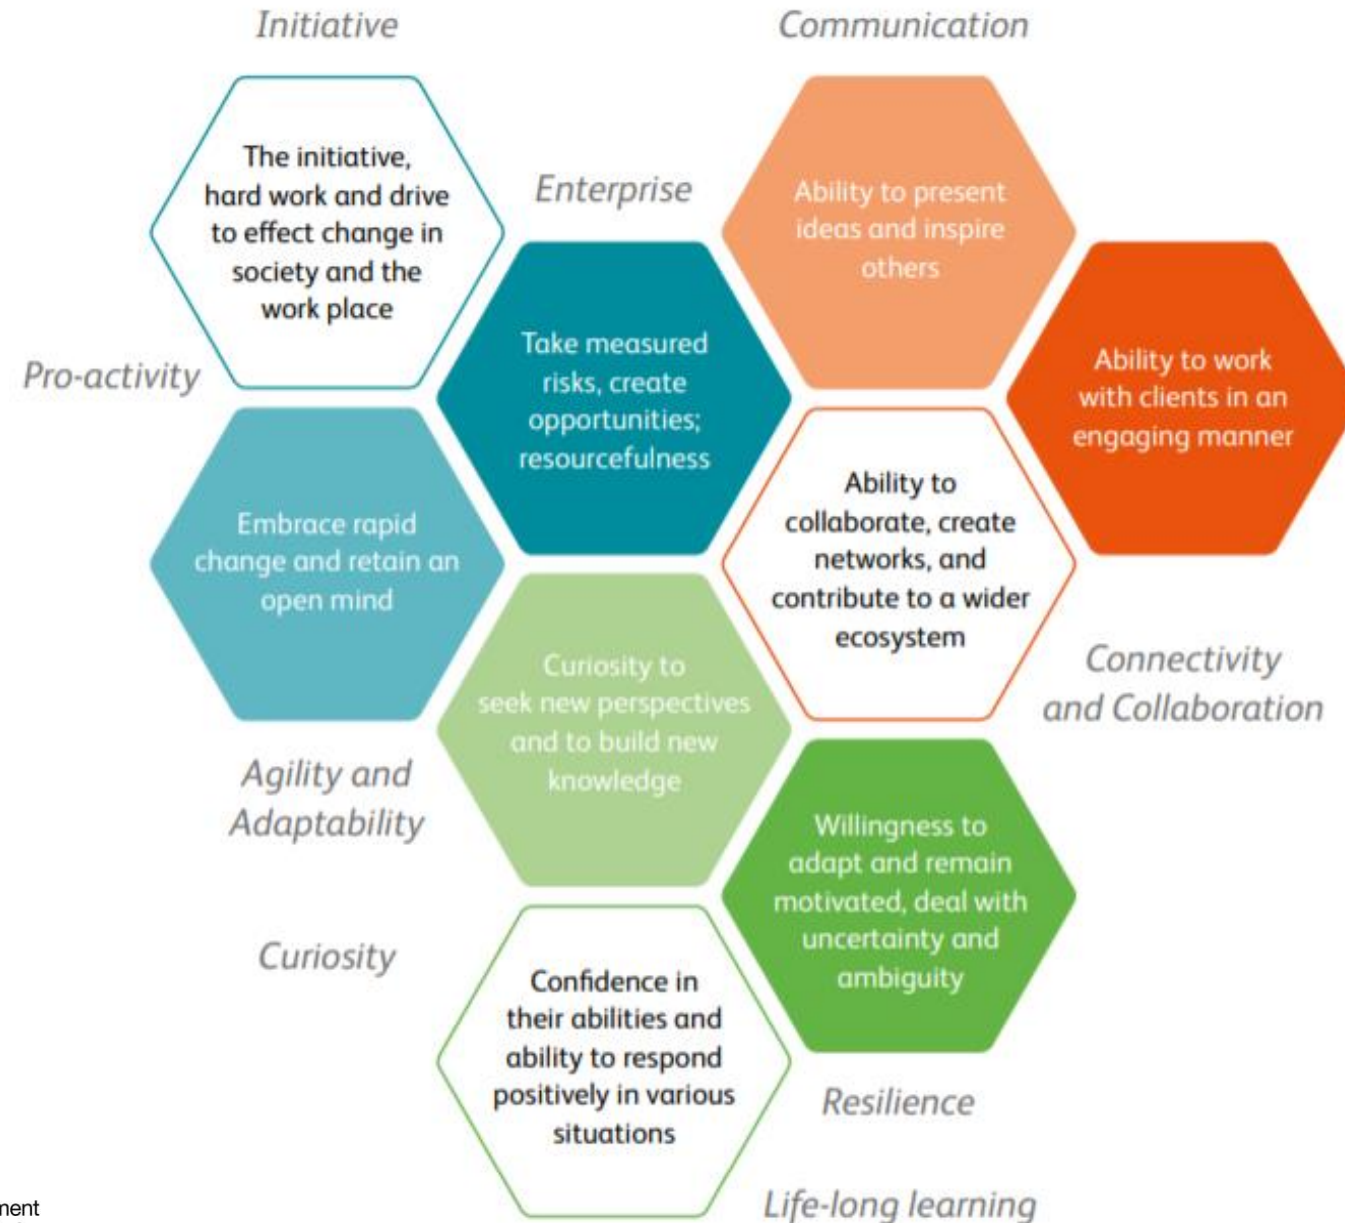 Initiative
Communication
The initiative,
hard work and drive
to effect change in
society and the
work place
Enterprise
Ability to present
ideas and inspire
others
Take measured
risks, create
opportunities;
resourcefulness
Ability to work
with clients in an
engaging manner
Pro-activity
Embrace rapid
change and retain an
open mind
Ability to
collaborate, create
networks, and
contribute to a wider
ecosystem
Curiosity to
seek new perspectives
and to build new
knowledge
Connectivity
and Collaboration
Agility and
Adaptability
Willingness to
adapt and remain
motivated, deal with
uncertainty and
ambiguity
Curiosity
Confidence in
their abilities and
ability to respond
positively in various
situations
Resilience
Life-long learning
ment